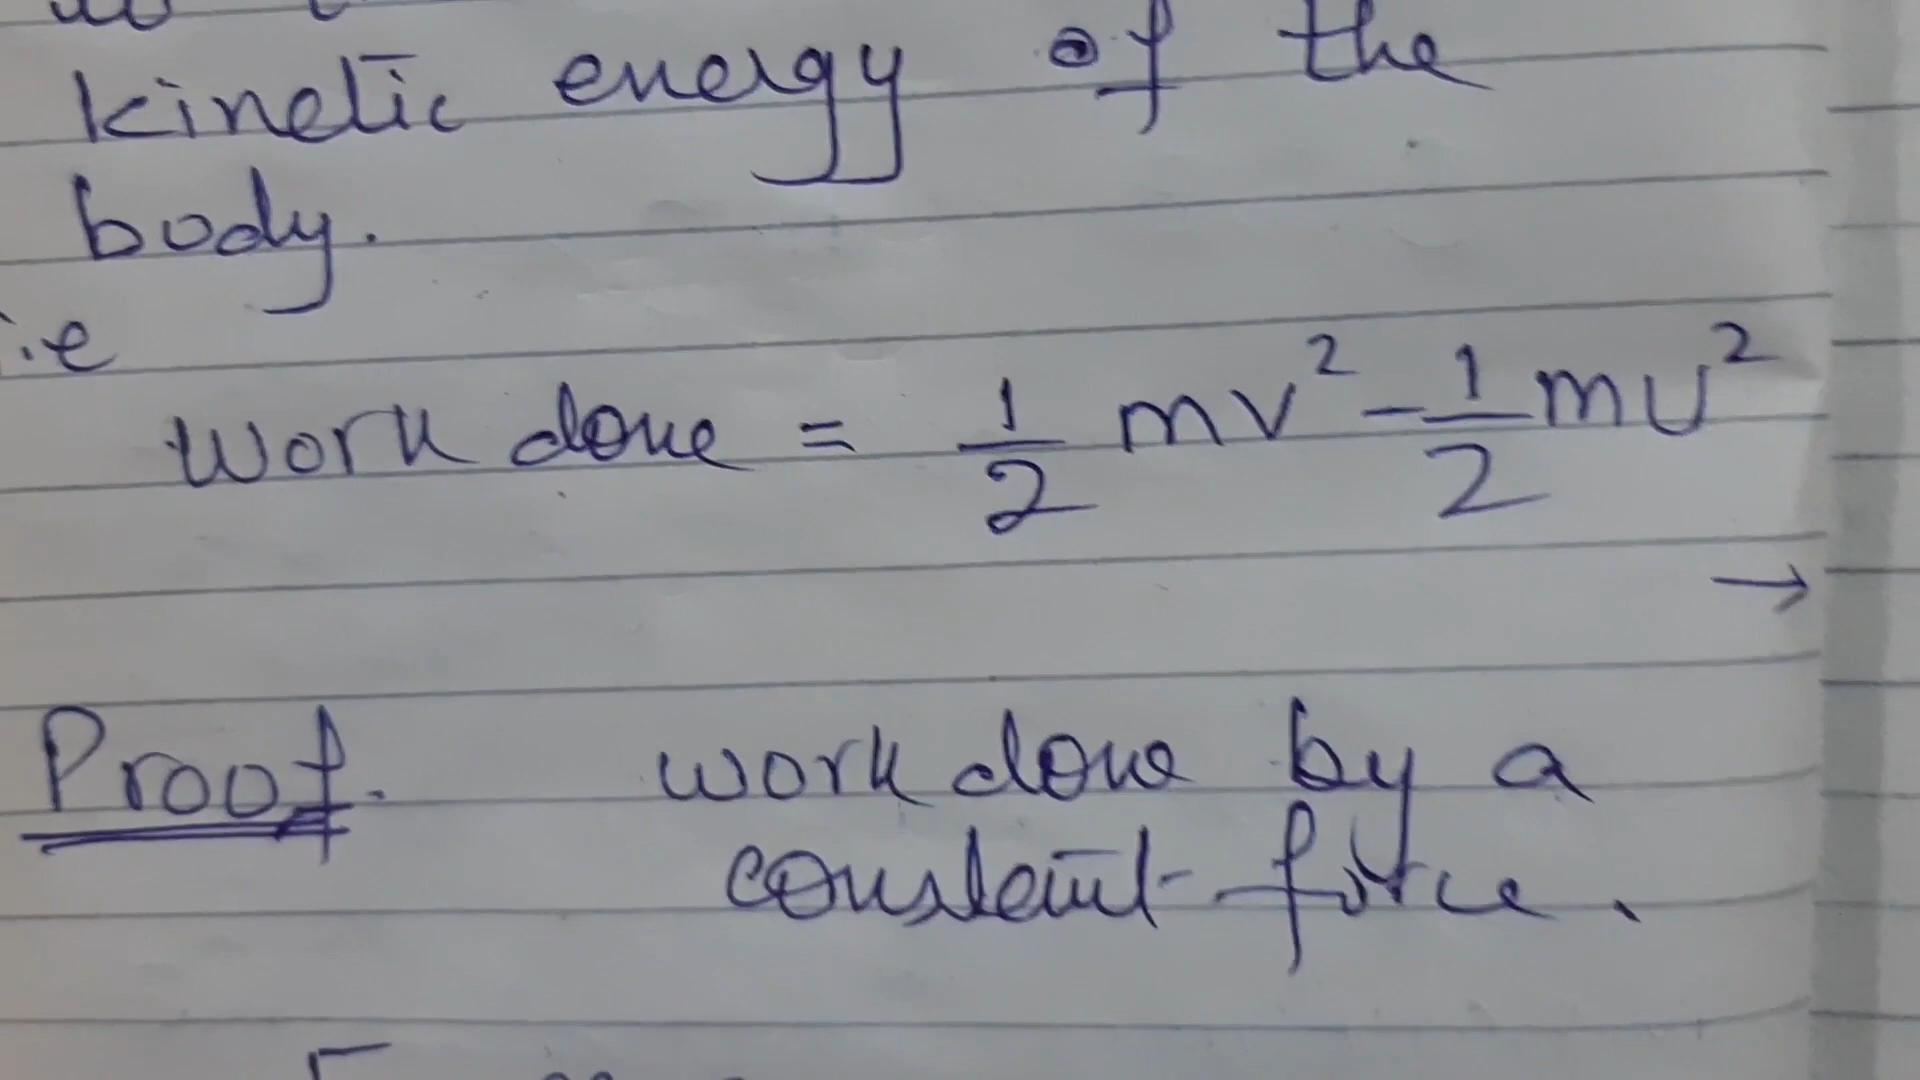 kinetic energy of the
body.
i.e
Work done = 1/2 mv² - 1/2 mu²
→
Proof. work done by a
constant force.